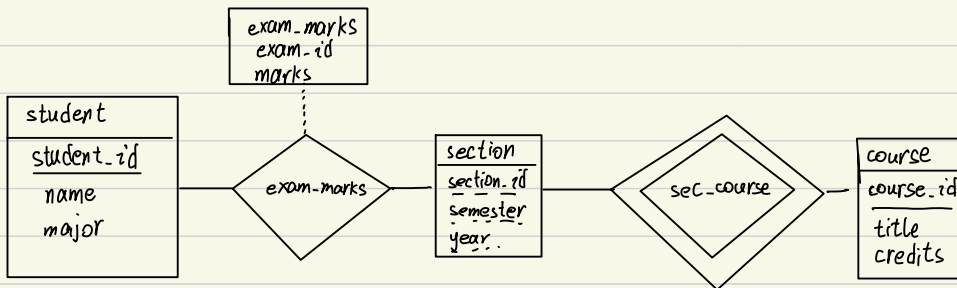 exam_marks
exam_id
marks
student
student_id
name
major
exam_marks
section
section_id
semester
year
sec_course
course
course_id
title
credits